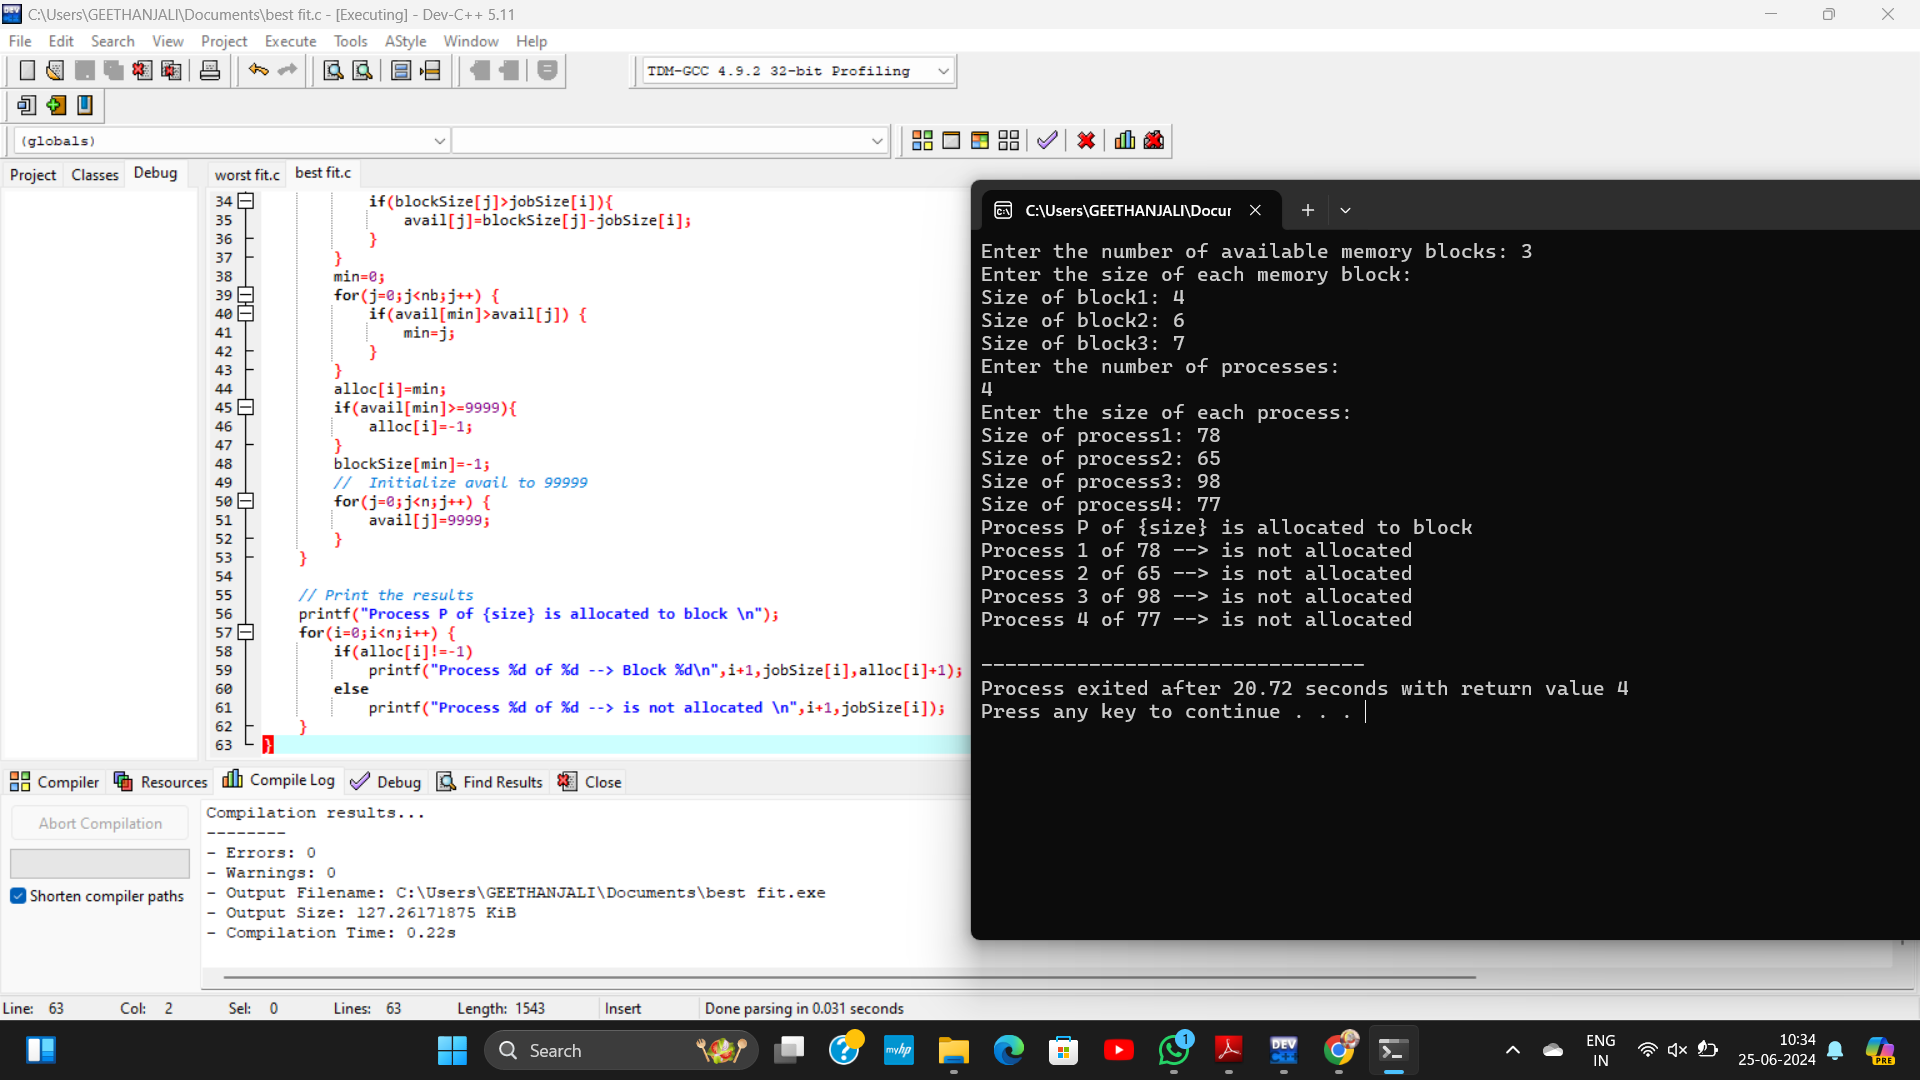 C:\Users\GEETHANJALI\Documents\best fit.c - [Executing] - Dev-C++ 5.11
File Edit Search View Project Execute Tools AStyle Window Help
TDM-GCC 4.9.2 32-bit Profiling
(globals)
Project Classes Debug
worst fit.c best fit.c
34 if(blockSize[j]>jobSize[i]){
35 avail[j]=blockSize[j]-jobSize[i];
36 }
37 }
38 min=0;
39 for(j=0;j<nb;j++) {
40 if(avail[min]>avail[j]) {
41 min=j;
42 }
43 }
44 alloc[i]=min;
45 if(avail[min]>=9999){
46 alloc[i]=-1;
47 }
48 blockSize[min]=-1;
49 // Initialize avail to 99999
50 for(j=0;j<n;j++) {
51 avail[j]=9999;
52 }
53 }
54
55 // Print the results
56 printf("Process P of {size} is allocated to block \n");
57 for(i=0;i<n;i++) {
58 if(alloc[i]!=-1)
59 printf("Process %d of %d --> Block %d\n",i+1,jobSize[i],alloc[i]+1);
60 else
61 printf("Process %d of %d --> is not allocated \n",i+1,jobSize[i]);
62 }
63 }
C:\Users\GEETHANJALI\Docur
Enter the number of available memory blocks: 3
Enter the size of each memory block:
Size of block1: 4
Size of block2: 6
Size of block3: 7
Enter the number of processes:
4
Enter the size of each process:
Size of process1: 78
Size of process2: 65
Size of process3: 98
Size of process4: 77
Process P of {size} is allocated to block
Process 1 of 78 --> is not allocated
Process 2 of 65 --> is not allocated
Process 3 of 98 --> is not allocated
Process 4 of 77 --> is not allocated
--------------------------------
Process exited after 20.72 seconds with return value 4
Press any key to continue . . .
Compiler Resources Compile Log Debug Find Results Close
Abort Compilation
Shorten compiler paths
Compilation results...
--------
- Errors: 0
- Warnings: 0
- Output Filename: C:\Users\GEETHANJALI\Documents\best fit.exe
- Output Size: 127.26171875 KiB
- Compilation Time: 0.22s
Line: 63 Col: 2 Sel: 0 Lines: 63 Length: 1543 Insert Done parsing in 0.031 seconds
Search
myhp
1
DEV
ENG
IN
10:34
25-06-2024
PRE